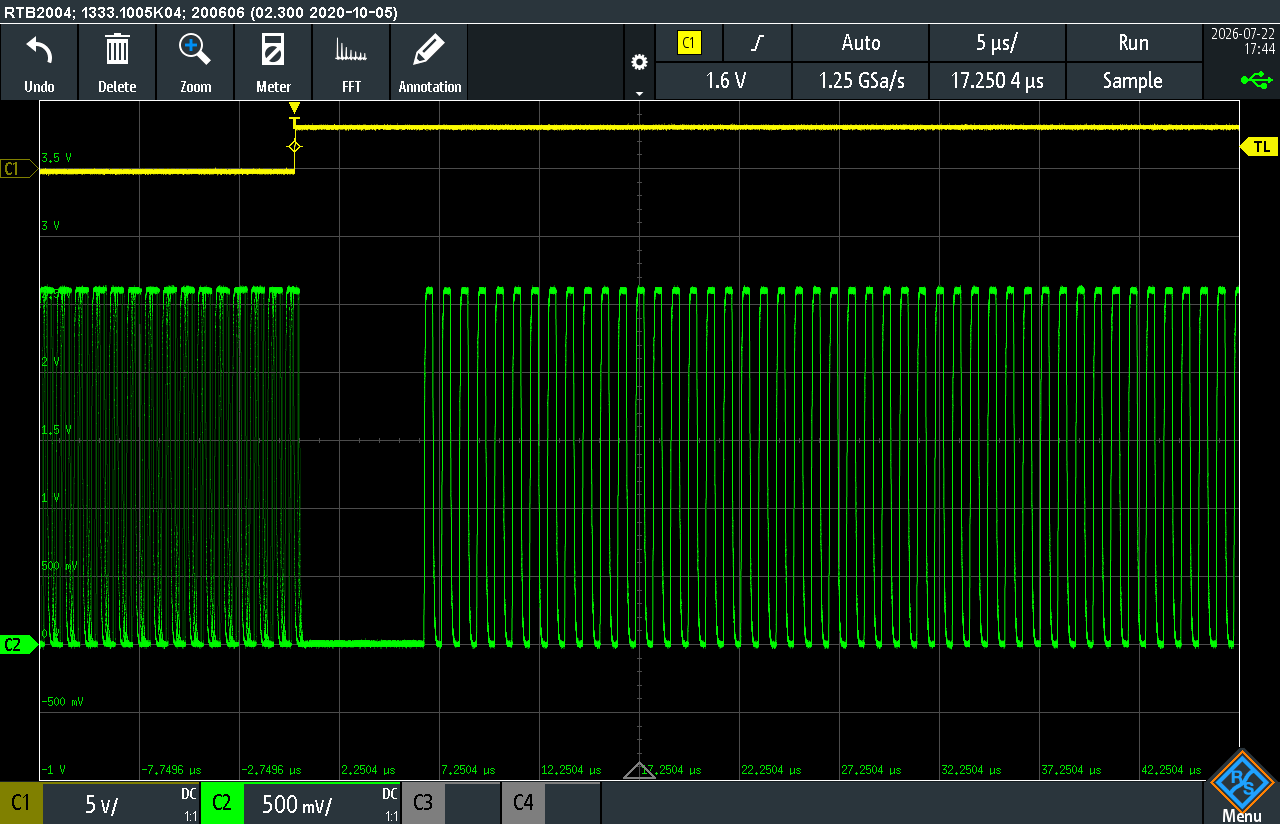 RTB2004; 1333.1005K04; 200606 (02.300 2020-10-05)
Undo Delete Zoom Meter FFT Annotation
C1 Auto 5 µs/ Run
1.6 V 1.25 GSa/s 17.250 4 µs Sample
2026-07-22
17:44
T
TL
C1
3.5 V
3 V
2 V
1.5 V
1 V
500 mV
C2
-500 mV
-1 V -7.7496 µs -2.7496 µs 2.2504 µs 7.2504 µs 12.2504 µs 17.2504 µs 22.2504 µs 27.2504 µs 32.2504 µs 37.2504 µs 42.2504 µs
C1 5 V/ DC 1:1 C2 500 mV/ DC 1:1 C3 C4
R S
Menu